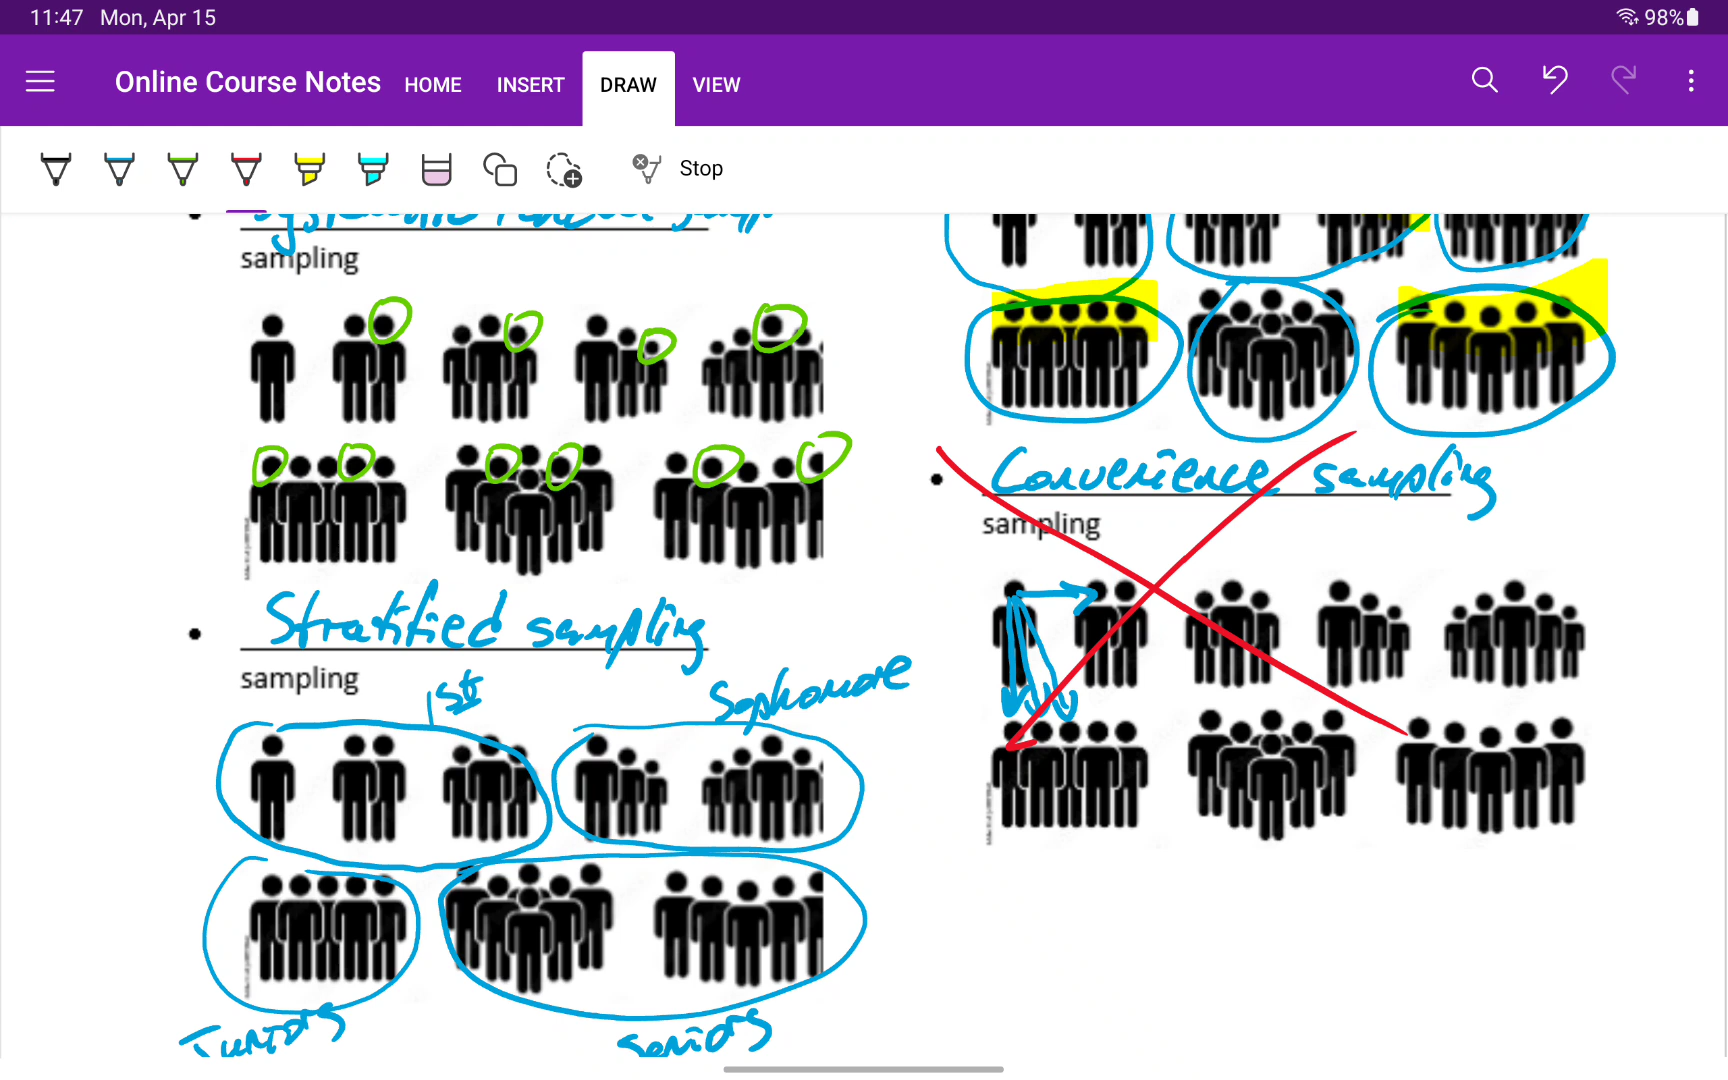 11:47 Mon, Apr 15 98%
Online Course Notes HOME INSERT DRAW VIEW
Stop
sampling
Stratified sampling
sampling
1st
Sophomore
Juniors
Seniors
Convenience sampling
sampling